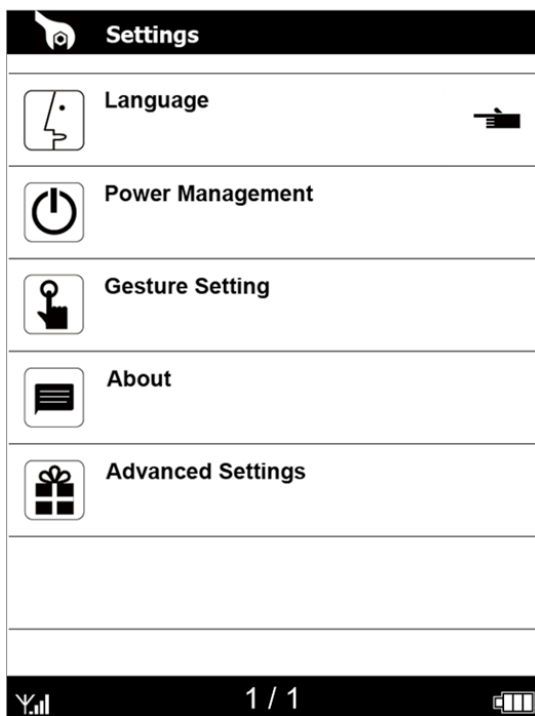 Settings
Language
Power Management
Gesture Setting
About
Advanced Settings
1 / 1